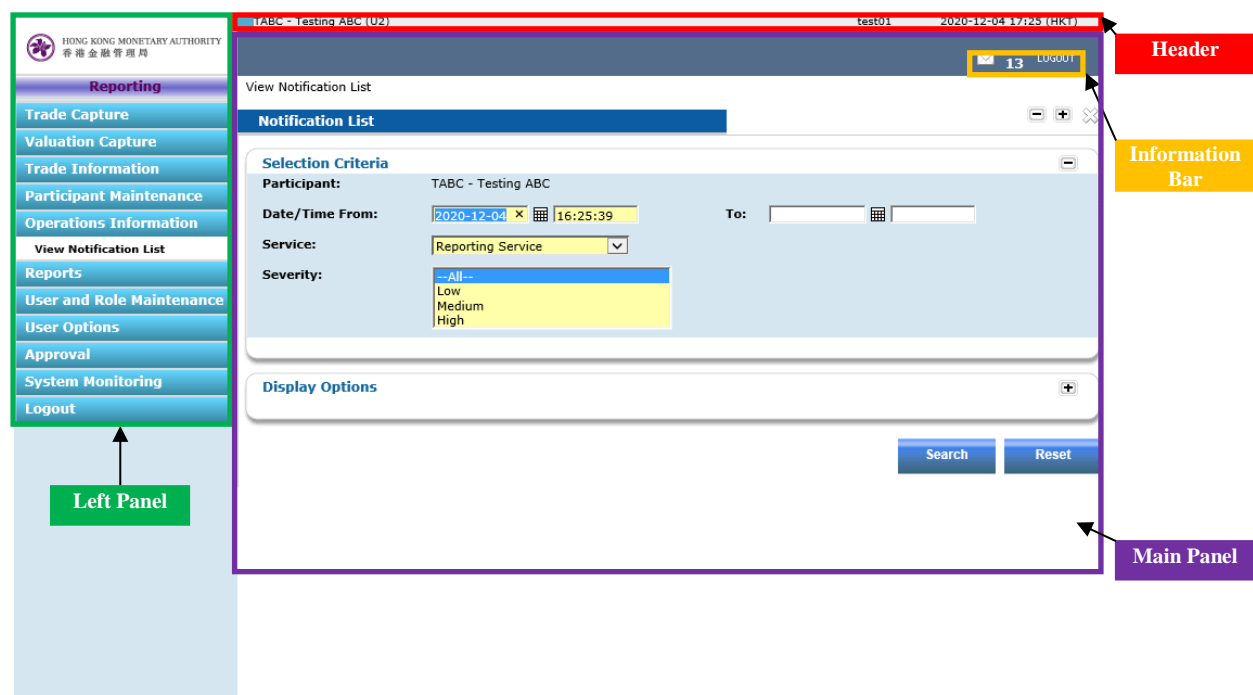 TABC - Testing ABC (U2) test01 2020-12-04 17:25 (HKT)
HONG KONG MONETARY AUTHORITY
香港金融管理局
Header
13 LOGOUT
Reporting
View Notification List
Trade Capture
Notification List
Valuation Capture
Trade Information
Participant Maintenance
Operations Information
View Notification List
Reports
User and Role Maintenance
User Options
Approval
System Monitoring
Logout
Selection Criteria
Participant: TABC - Testing ABC
Date/Time From: 2020-12-04 × 16:25:39 To:
Service: Reporting Service
Severity: --All--
Low
Medium
High
Display Options
Search Reset
Information
Bar
Left Panel
Main Panel